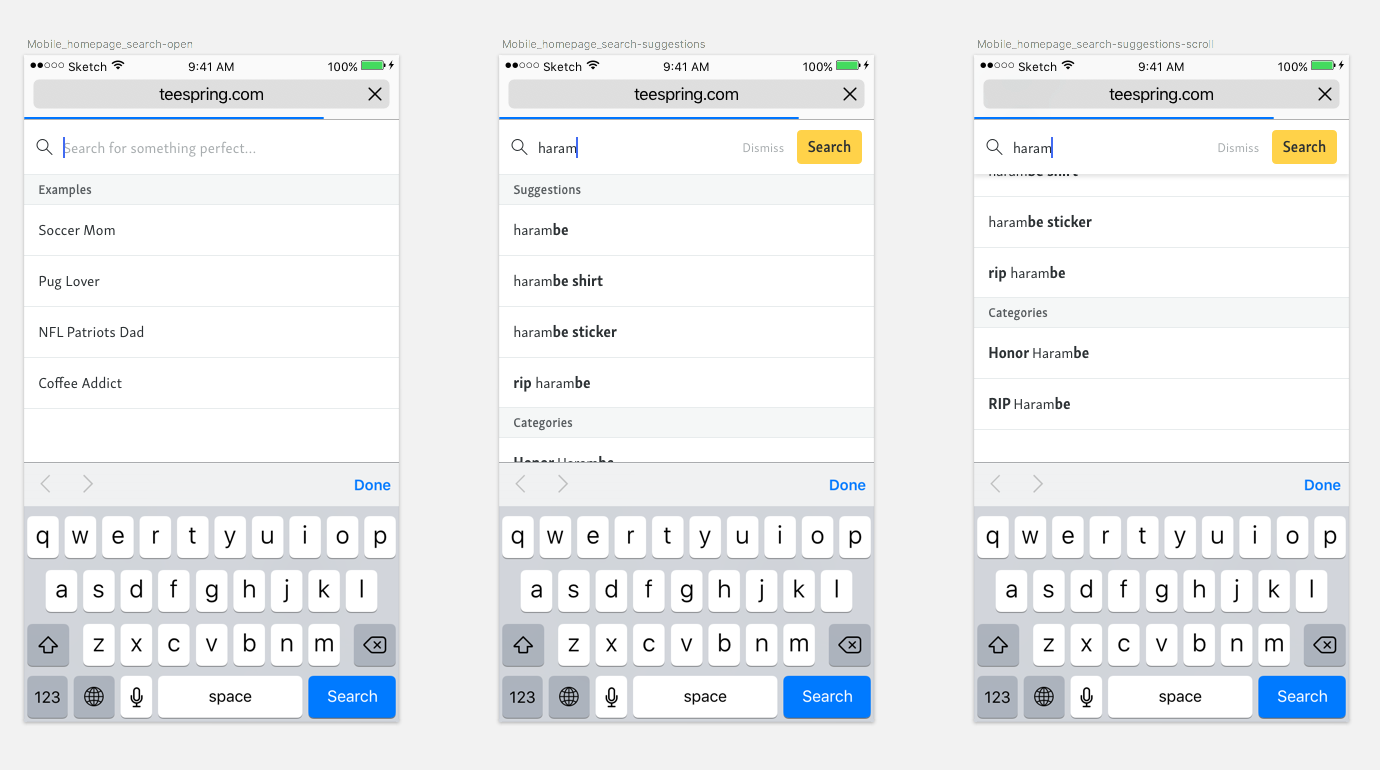 Mobile_homepage_search-open
Sketch 9:41 AM 100%
teespring.com
Search for something perfect...
Examples
Soccer Mom
Pug Lover
NFL Patriots Dad
Coffee Addict
Done
q w e r t y u i o p
a s d f g h j k l
z x c v b n m
123 space Search
Mobile_homepage_search-suggestions
Sketch 9:41 AM 100%
teespring.com
haram Dismiss Search
Suggestions
harambe
harambe shirt
harambe sticker
rip harambe
Categories
Honor Harambe
Done
q w e r t y u i o p
a s d f g h j k l
z x c v b n m
123 space Search
Mobile_homepage_search-suggestions-scroll
Sketch 9:41 AM 100%
teespring.com
haram Dismiss Search
harambe shirt
harambe sticker
rip harambe
Categories
Honor Harambe
RIP Harambe
Done
q w e r t y u i o p
a s d f g h j k l
z x c v b n m
123 space Search